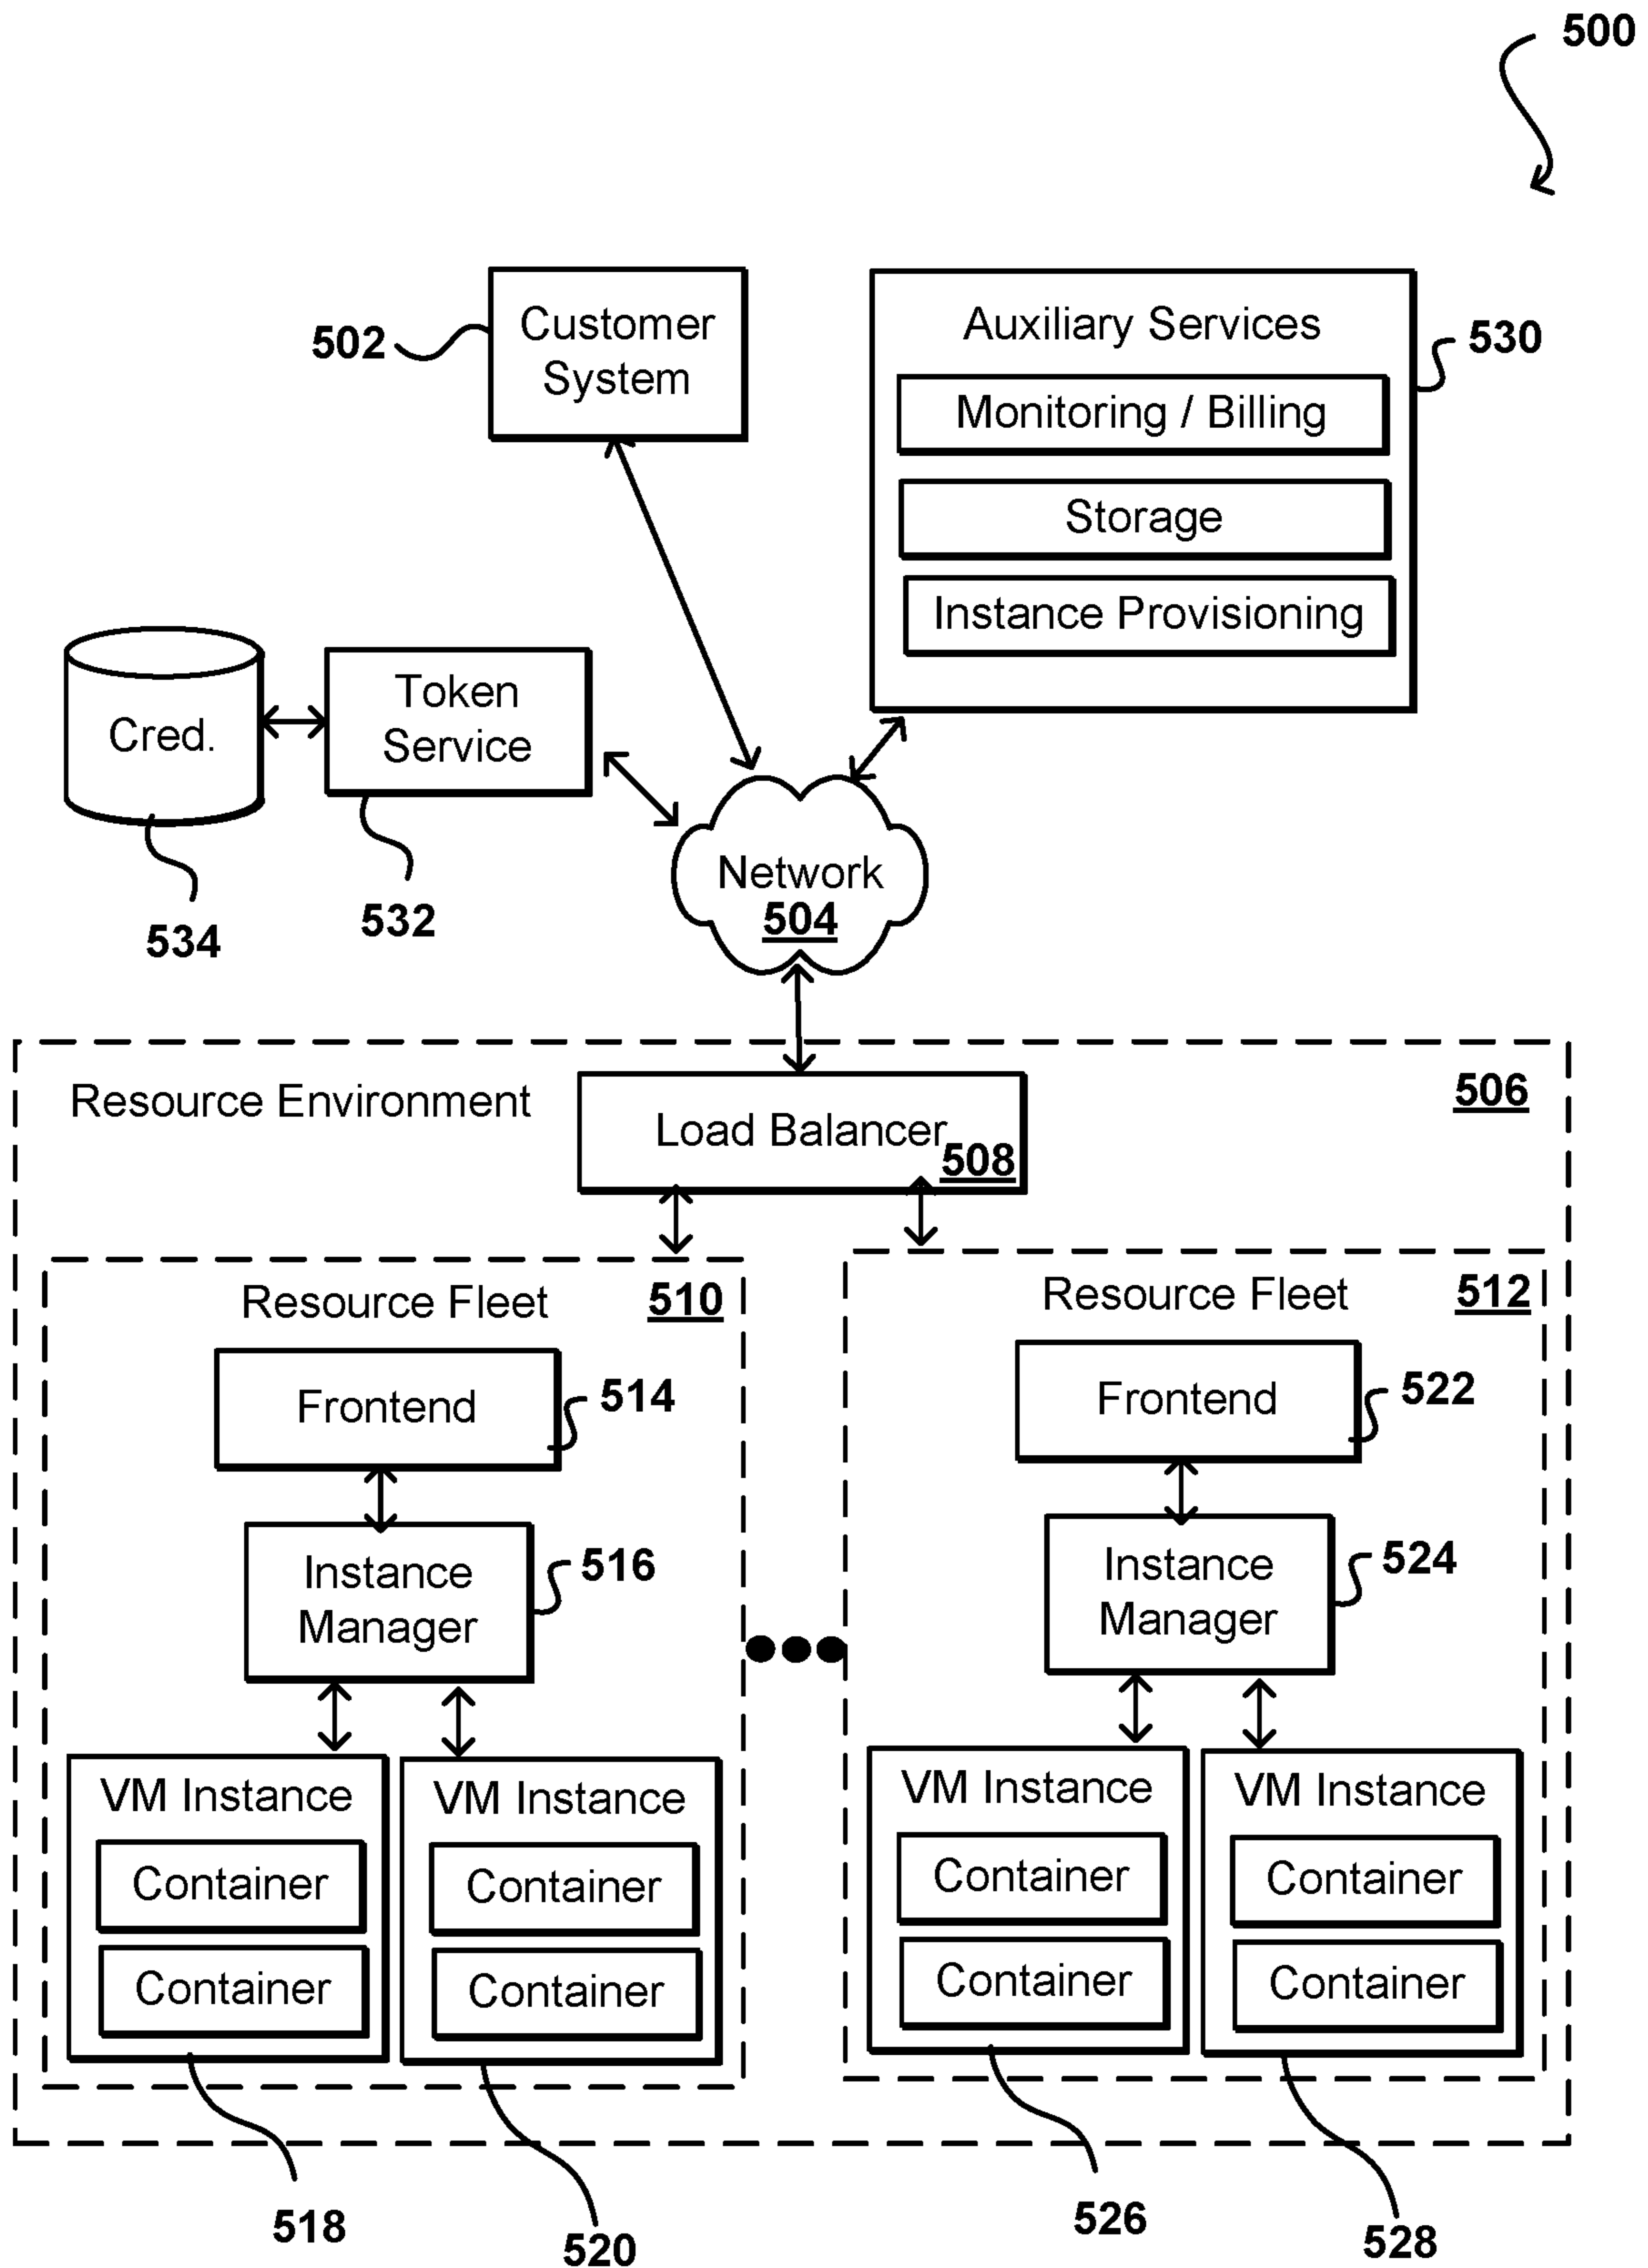 500
Customer
System
502
Auxiliary Services
530
Monitoring / Billing
Storage
Instance Provisioning
Cred.
Token
Service
534
532
Network
504
Resource Environment
506
Load Balancer
508
Resource Fleet
510
Frontend
514
Instance
Manager
516
VM Instance
Container
Container
VM Instance
Container
Container
518
520
Resource Fleet
512
Frontend
522
Instance
Manager
524
VM Instance
Container
Container
VM Instance
Container
Container
526
528